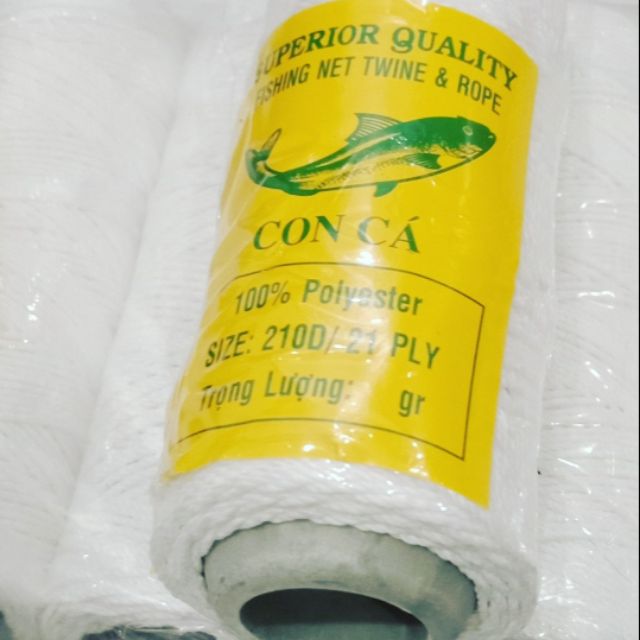 SUPERIOR QUALITY
FISHING NET TWINE & ROPE
CON CÁ
100% Polyester
SIZE: 210D/ 21 PLY
Trọng Lượng: gr